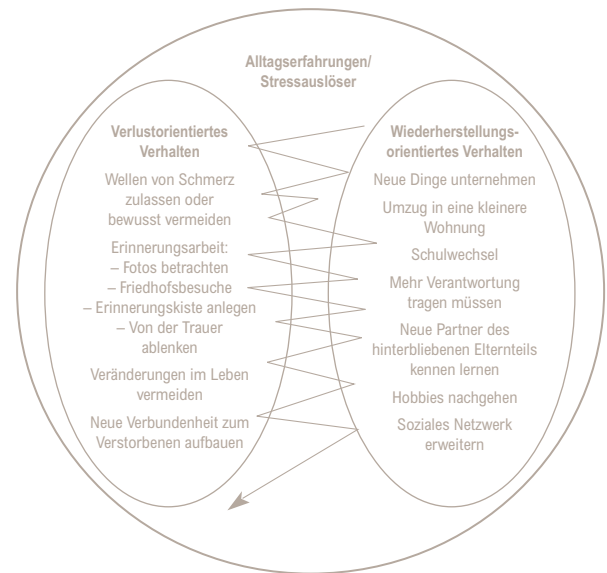 Alltagserfahrungen/
Stressauslöser
Verlustorientiertes
Verhalten
Wellen von Schmerz
zulassen oder
bewusst vermeiden
Erinnerungsarbeit:
– Fotos betrachten
– Friedhofsbesuche
– Erinnerungskiste anlegen
– Von der Trauer
ablenken
Veränderungen im Leben
vermeiden
Neue Verbundenheit zum
Verstorbenen aufbauen
Wiederherstellungs-
orientiertes Verhalten
Neue Dinge unternehmen
Umzug in eine kleinere
Wohnung
Schulwechsel
Mehr Verantwortung
tragen müssen
Neue Partner des
hinterbliebenen Elternteils
kennen lernen
Hobbies nachgehen
Soziales Netzwerk
erweitern